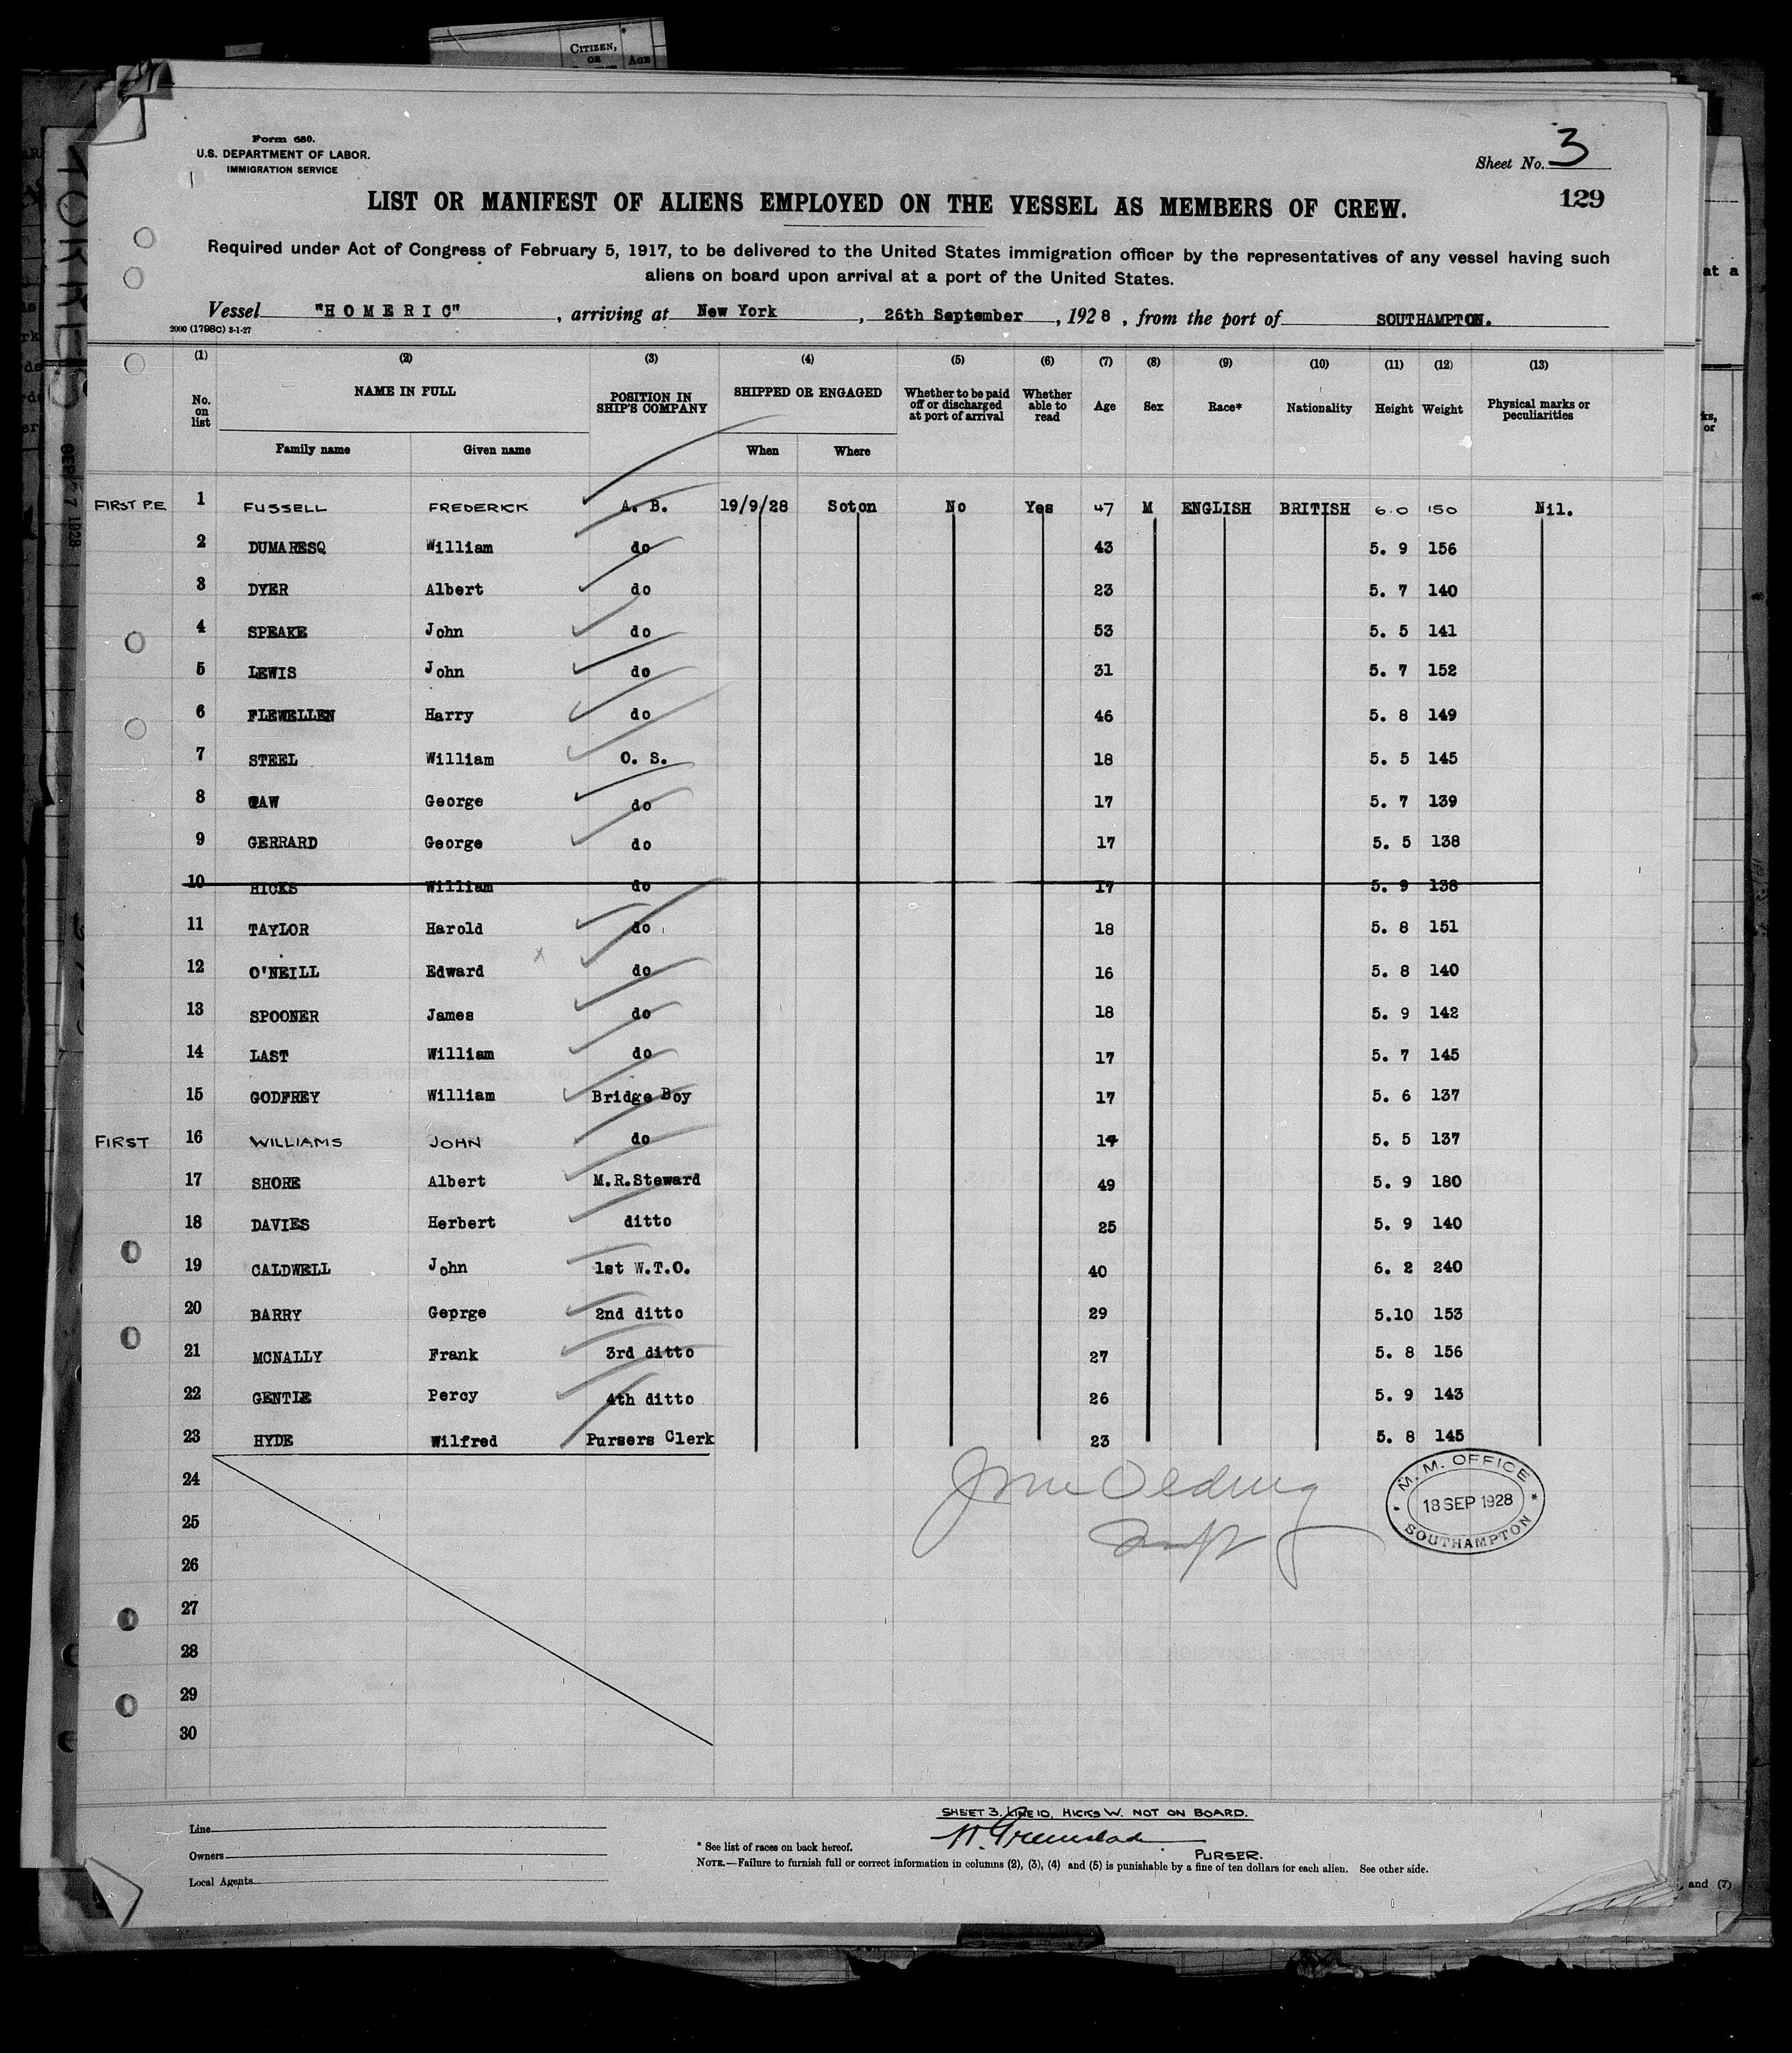 CITIZEN, OR AGE
Form 680.
U.S. DEPARTMENT OF LABOR.
IMMIGRATION SERVICE
Sheet No. 3
129
LIST OR MANIFEST OF ALIENS EMPLOYED ON THE VESSEL AS MEMBERS OF CREW.
Required under Act of Congress of February 5, 1917, to be delivered to the United States immigration officer by the representatives of any vessel having such
aliens on board upon arrival at a port of the United States.
Vessel "HOMERIC", arriving at New York, 26th September, 1928, from the port of SOUTHAMPTON.
2000 (1798C) 3-1-27
(1) (2) (3) (4) (5) (6) (7) (8) (9) (10) (11) (12) (13)
No. on list NAME IN FULL POSITION IN SHIP'S COMPANY SHIPPED OR ENGAGED Whether to be paid off or discharged at port of arrival Whether able to read Age Sex Race* Nationality Height Weight Physical marks or peculiarities
Family name Given name When Where
FIRST P.E 1 FUSSELL FREDERICK A. B. 19/9/28 Soton No Yes 47 M ENGLISH BRITISH 6.0 150 Nil.
2 DUMARESQ William do 43 5. 9 156
3 DYER Albert do 23 5. 7 140
4 SPEAKE John do 53 5. 5 141
5 LEWIS John do 31 5. 7 152
6 FLEWELLEN Harry do 46 5. 8 149
7 STEEL William O. S. 18 5. 5 145
8 TAW George do 17 5. 7 139
9 GERRARD George do 17 5. 5 138
10 HICKS William do 17 5. 9 138
11 TAYLOR Harold do 18 5. 8 151
12 O'NEILL Edward do 16 5. 8 140
13 SPOONER James do 18 5. 9 142
14 LAST William do 17 5. 7 145
15 GODFREY William Bridge Boy 17 5. 6 137
FIRST 16 WILLIAMS JOHN do 17 5. 5 137
17 SHORE Albert M.R.Steward 49 5. 9 180
18 DAVIES Herbert ditto 25 5. 9 140
19 CALDWELL John 1st W.T.O. 40 6. 2 240
20 BARRY Geprge 2nd ditto 29 5.10 153
21 MCNALLY Frank 3rd ditto 27 5. 8 156
22 GENTLE Percy 4th ditto 26 5. 9 143
23 HYDE Wilfred Pursers Clerk 23 5. 8 145
24
25
26
27
28
29
30
M. M. OFFICE
18 SEP 1928
SOUTHAMPTON
SHEET 3. LINE 10. HICKS W. NOT ON BOARD.
PURSER.
Line
Owners
Local Agents
* See list of races on back hereof.
NOTE.—Failure to furnish full or correct information in columns (2), (3), (4) and (5) is punishable by a fine of ten dollars for each alien. See other side.
and (7)